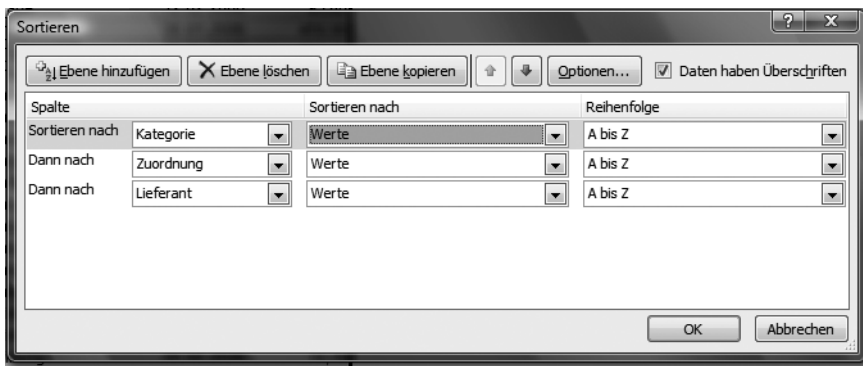 Sortieren
Ebene hinzufügen Ebene löschen Ebene kopieren Optionen... Daten haben Überschriften
Spalte Sortieren nach Reihenfolge
Sortieren nach Kategorie Werte A bis Z
Dann nach Zuordnung Werte A bis Z
Dann nach Lieferant Werte A bis Z
OK Abbrechen